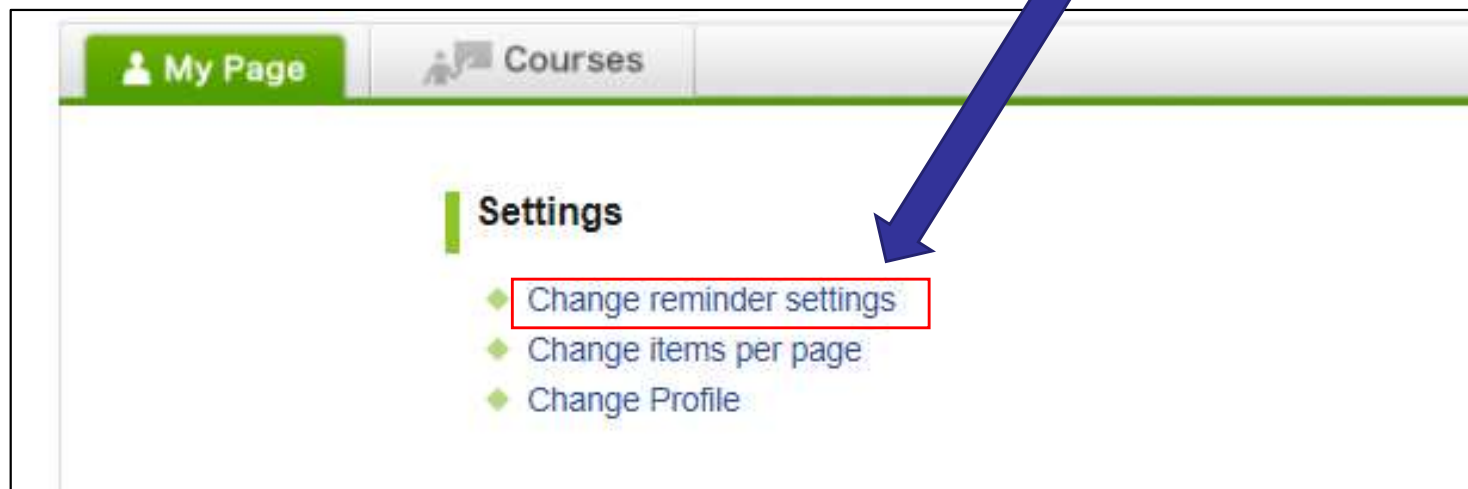 My Page
Courses
Settings
Change reminder settings
Change items per page
Change Profile